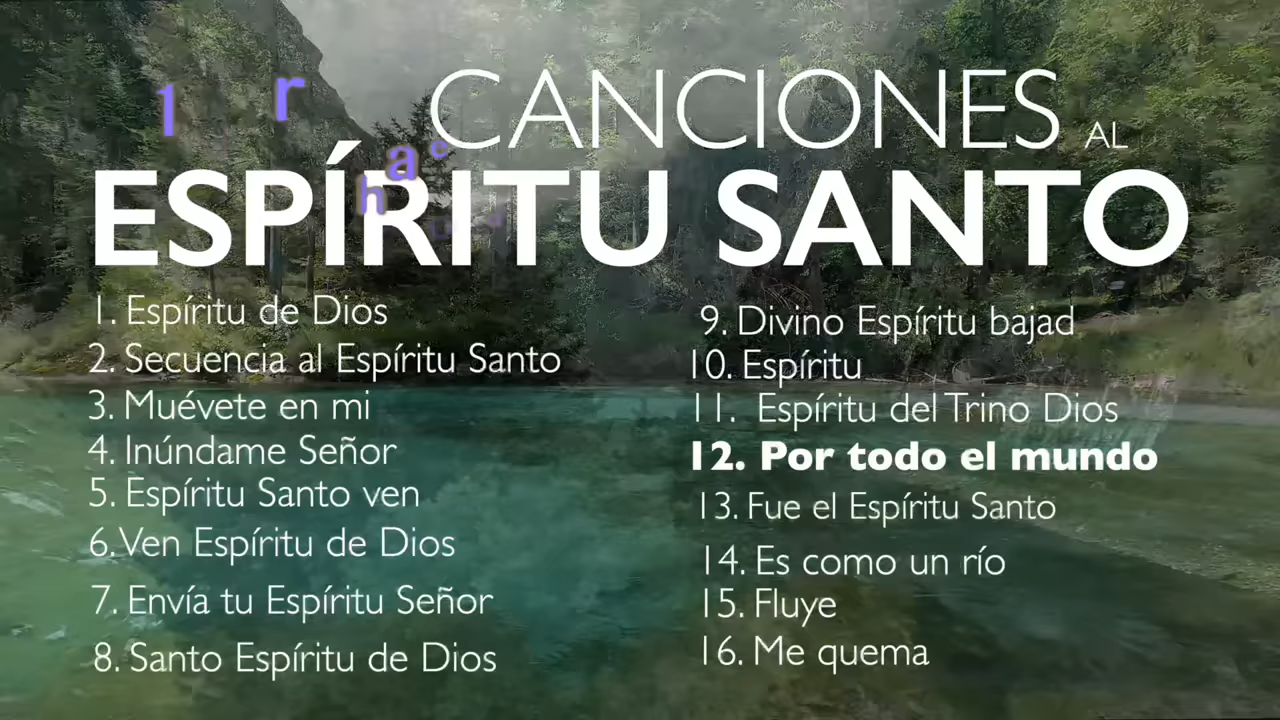 CANCIONES AL
ESPÍRITU SANTO
1. Espíritu de Dios
2. Secuencia al Espíritu Santo
3. Muévete en mi
4. Inúndame Señor
5. Espíritu Santo ven
6. Ven Espíritu de Dios
7. Envía tu Espíritu Señor
8. Santo Espíritu de Dios
9. Divino Espíritu bajad
10. Espíritu
11. Espíritu del Trino Dios
12. Por todo el mundo
13. Fue el Espíritu Santo
14. Es como un río
15. Fluye
16. Me quema